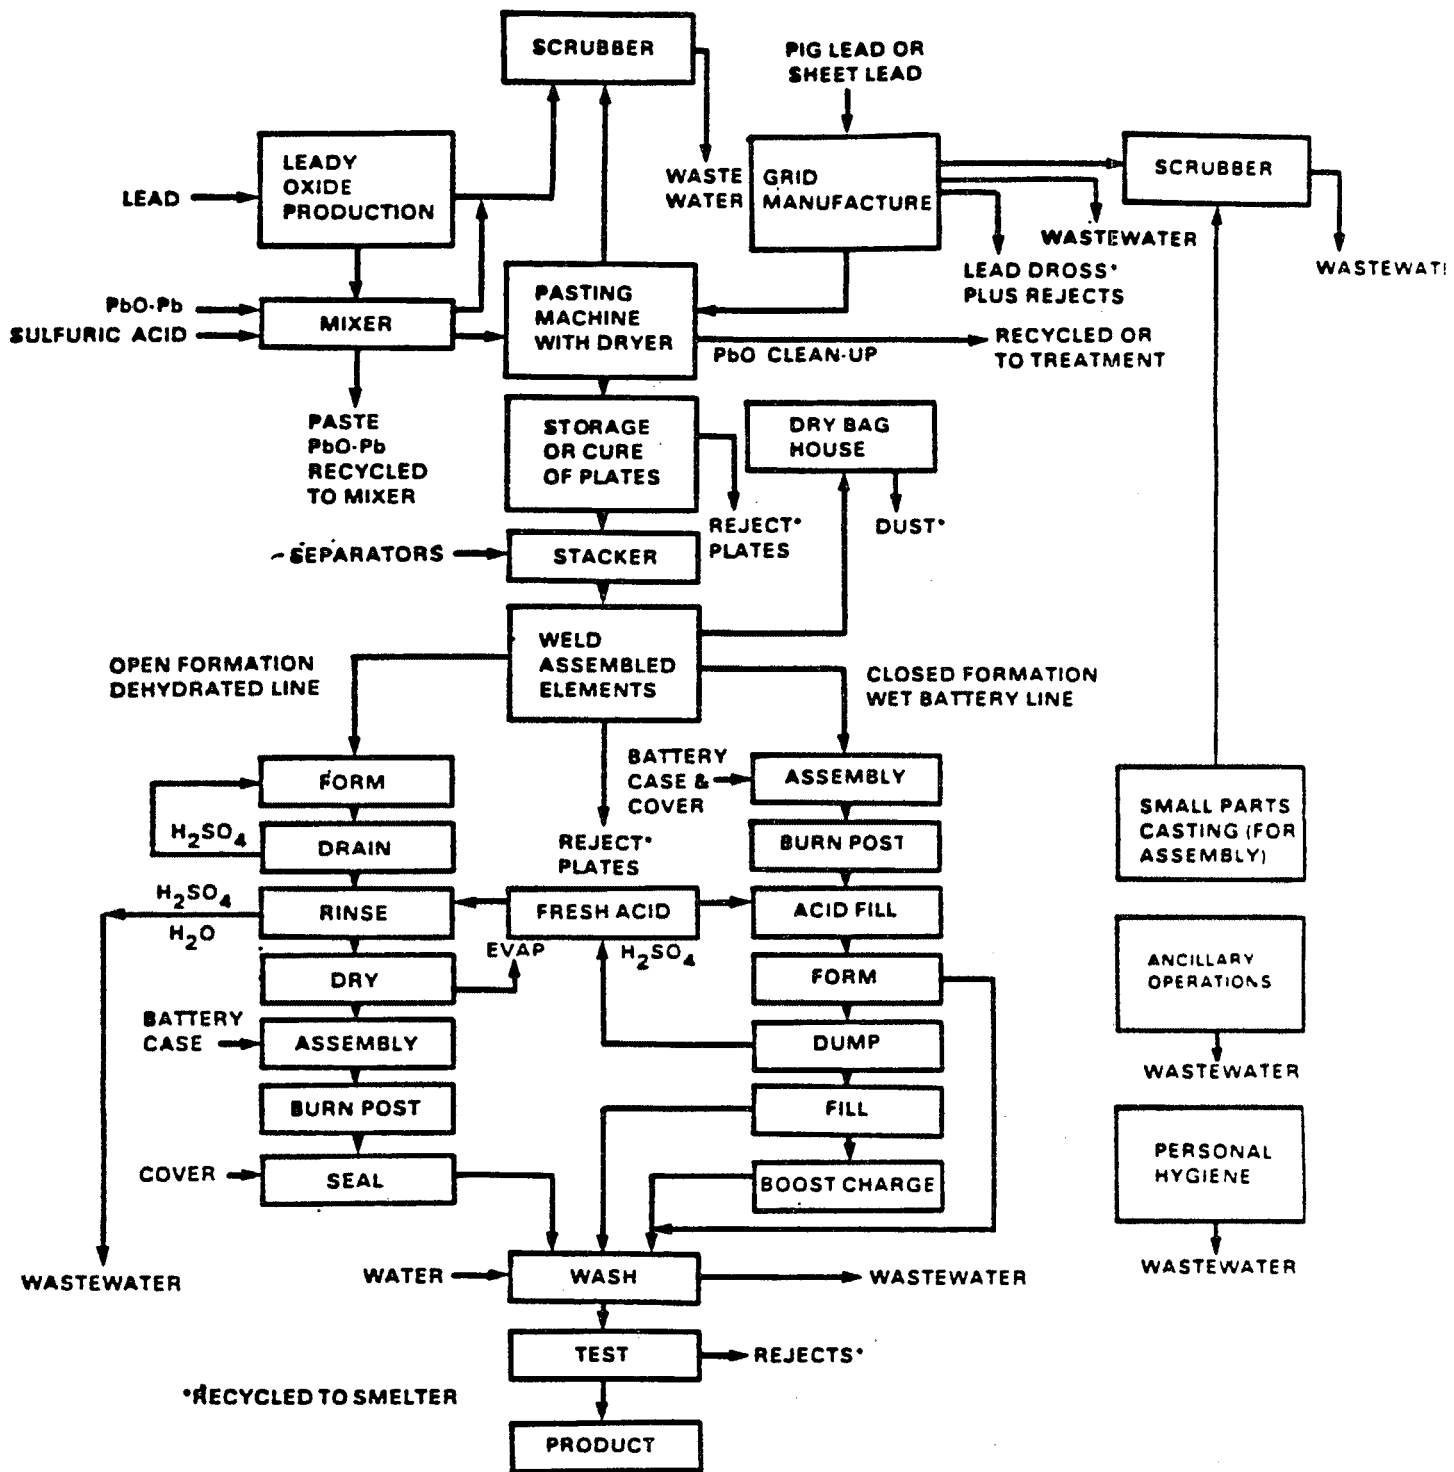 SCRUBBER
PIG LEAD OR
SHEET LEAD
LEADY
OXIDE
PRODUCTION
LEAD
WASTE
WATER
GRID
MANUFACTURE
SCRUBBER
WASTEWATER
WASTEWATE
LEAD DROSS*
PLUS REJECTS
PbO-Pb
SULFURIC ACID
MIXER
PASTING
MACHINE
WITH DRYER
PbO CLEAN-UP
RECYCLED OR
TO TREATMENT
PASTE
PbO-Pb
RECYCLED
TO MIXER
STORAGE
OR CURE
OF PLATES
DRY BAG
HOUSE
REJECT*
PLATES
DUST*
SEPARATORS
STACKER
WELD
ASSEMBLED
ELEMENTS
OPEN FORMATION
DEHYDRATED LINE
CLOSED FORMATION
WET BATTERY LINE
FORM
BATTERY
CASE &
COVER
ASSEMBLY
SMALL PARTS
CASTING (FOR
ASSEMBLY)
H2SO4
DRAIN
REJECT*
PLATES
BURN POST
H2SO4
H2O
RINSE
FRESH ACID
ACID FILL
EVAP
H2SO4
DRY
FORM
ANCILLARY
OPERATIONS
BATTERY
CASE
ASSEMBLY
DUMP
WASTEWATER
BURN POST
FILL
COVER
SEAL
BOOST CHARGE
PERSONAL
HYGIENE
WASTEWATER
WATER
WASH
WASTEWATER
WASTEWATER
TEST
REJECTS*
*RECYCLED TO SMELTER
PRODUCT